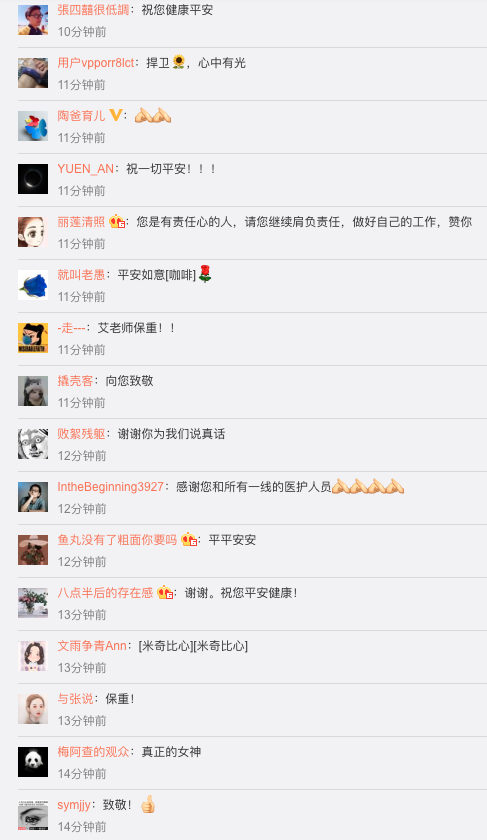 張四囍很低調：祝您健康平安
10分钟前
用户vpporr8lct：捍卫🌻，心中有光
11分钟前
陶爸育儿：🙏🙏
11分钟前
YUEN_AN：祝一切平安！！！
11分钟前
丽莲清照：您是有责任心的人，请您继续肩负责任，做好自己的工作，赞你
11分钟前
就叫老愚：平安如意[咖啡]🌹
11分钟前
-走---：艾老师保重！！
11分钟前
撬壳客：向您致敬
11分钟前
败絮残躯：谢谢你为我们说真话
12分钟前
IntheBeginning3927：感谢您和所有一线的医护人员🙏🙏🙏🙏
12分钟前
鱼丸没有了粗面你要吗：平平安安
12分钟前
八点半后的存在感：谢谢。祝您平安健康！
13分钟前
文雨争青Ann：[米奇比心][米奇比心]
13分钟前
与张说：保重！
13分钟前
梅阿查的观众：真正的女神
14分钟前
symjjy：致敬！👍
14分钟前